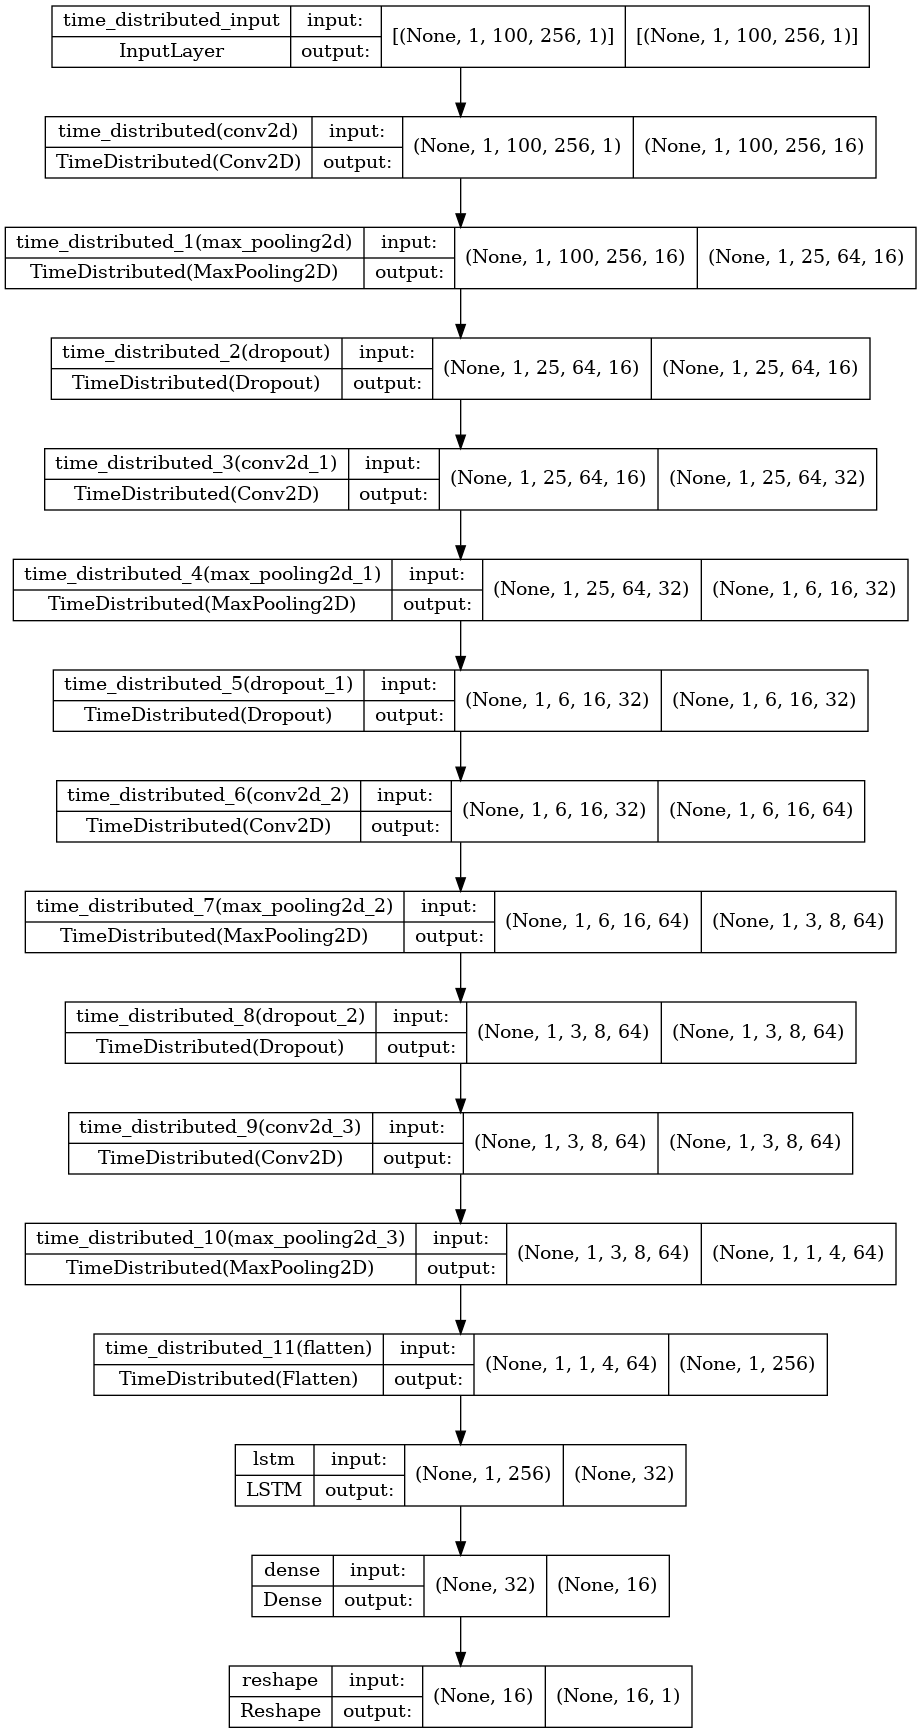 time_distributed_input input: [(None, 1, 100, 256, 1)] [(None, 1, 100, 256, 1)]
InputLayer output:
time_distributed(conv2d) input: (None, 1, 100, 256, 1) (None, 1, 100, 256, 16)
TimeDistributed(Conv2D) output:
time_distributed_1(max_pooling2d) input: (None, 1, 100, 256, 16) (None, 1, 25, 64, 16)
TimeDistributed(MaxPooling2D) output:
time_distributed_2(dropout) input: (None, 1, 25, 64, 16) (None, 1, 25, 64, 16)
TimeDistributed(Dropout) output:
time_distributed_3(conv2d_1) input: (None, 1, 25, 64, 16) (None, 1, 25, 64, 32)
TimeDistributed(Conv2D) output:
time_distributed_4(max_pooling2d_1) input: (None, 1, 25, 64, 32) (None, 1, 6, 16, 32)
TimeDistributed(MaxPooling2D) output:
time_distributed_5(dropout_1) input: (None, 1, 6, 16, 32) (None, 1, 6, 16, 32)
TimeDistributed(Dropout) output:
time_distributed_6(conv2d_2) input: (None, 1, 6, 16, 32) (None, 1, 6, 16, 64)
TimeDistributed(Conv2D) output:
time_distributed_7(max_pooling2d_2) input: (None, 1, 6, 16, 64) (None, 1, 3, 8, 64)
TimeDistributed(MaxPooling2D) output:
time_distributed_8(dropout_2) input: (None, 1, 3, 8, 64) (None, 1, 3, 8, 64)
TimeDistributed(Dropout) output:
time_distributed_9(conv2d_3) input: (None, 1, 3, 8, 64) (None, 1, 3, 8, 64)
TimeDistributed(Conv2D) output:
time_distributed_10(max_pooling2d_3) input: (None, 1, 3, 8, 64) (None, 1, 1, 4, 64)
TimeDistributed(MaxPooling2D) output:
time_distributed_11(flatten) input: (None, 1, 1, 4, 64) (None, 1, 256)
TimeDistributed(Flatten) output:
lstm input: (None, 1, 256) (None, 32)
LSTM output:
dense input: (None, 32) (None, 16)
Dense output:
reshape input: (None, 16) (None, 16, 1)
Reshape output: